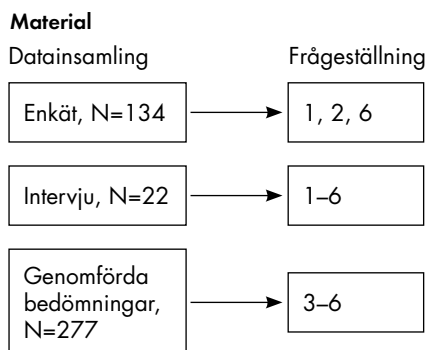 Material
Datainsamling
Frågeställning
Enkät, N=134
1, 2, 6
Intervju, N=22
1–6
Genomförda
bedömningar,
N=277
3–6